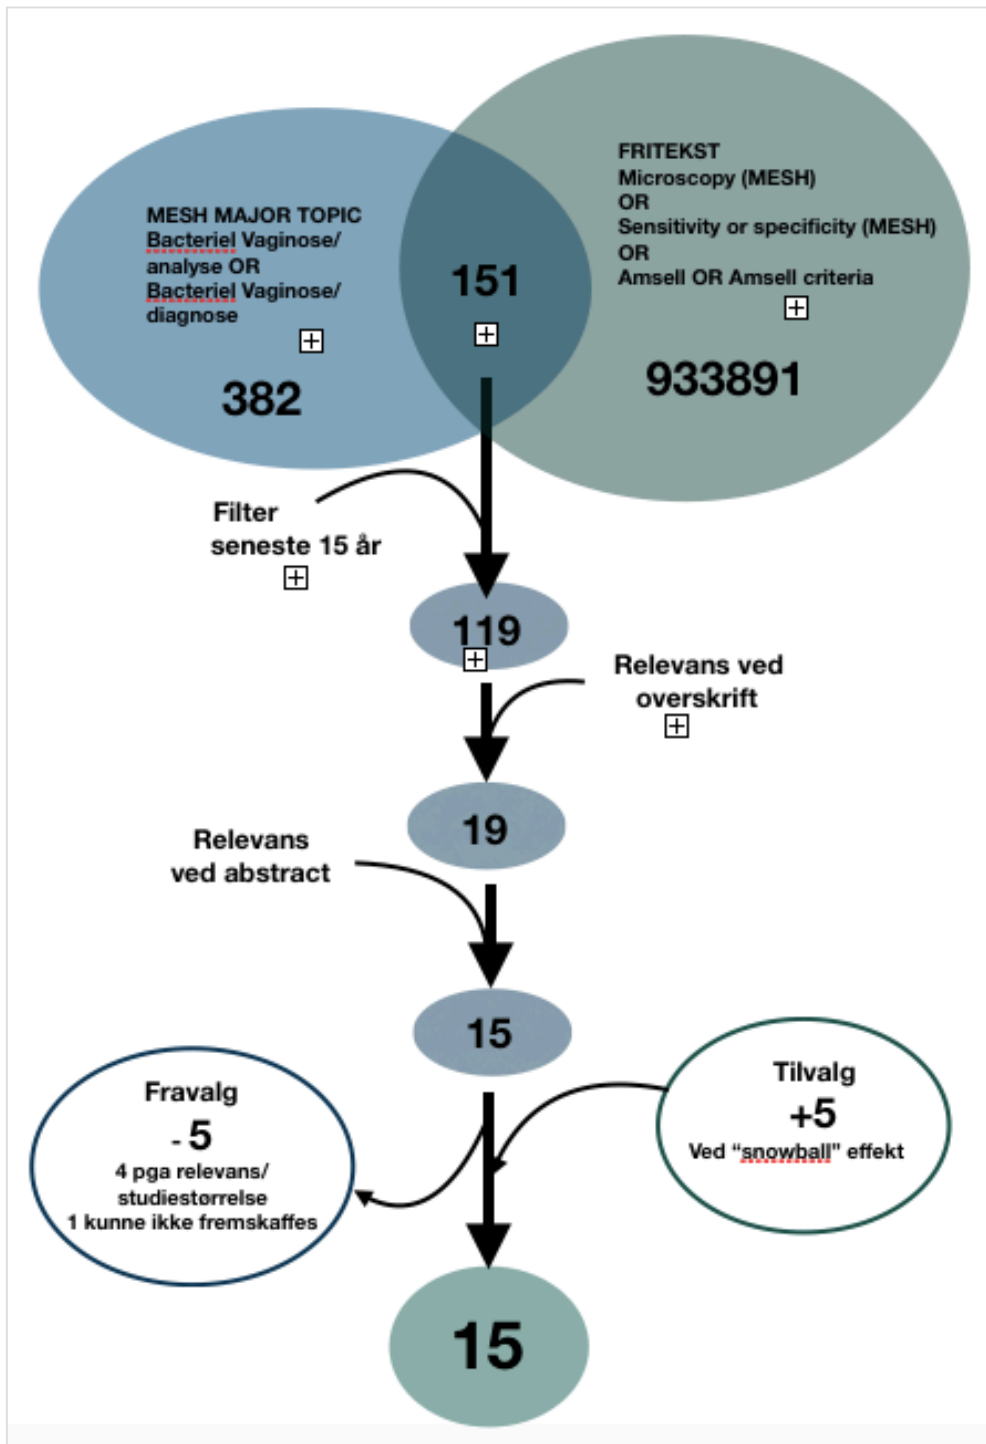 MESH MAJOR TOPIC
Bacteriel Vaginose/
analyse OR
Bacteriel Vaginose/
diagnose
382
151
FRITEKST
Microscopy (MESH)
OR
Sensitivity or specificity (MESH)
OR
Amsell OR Amsell criteria
933891
Filter
seneste 15 år
119
Relevans ved
overskrift
19
Relevans
ved abstract
15
Fravalg
- 5
4 pga relevans/
studiestørrelse
1 kunne ikke fremskaffes
Tilvalg
+5
Ved “snowball” effekt
15